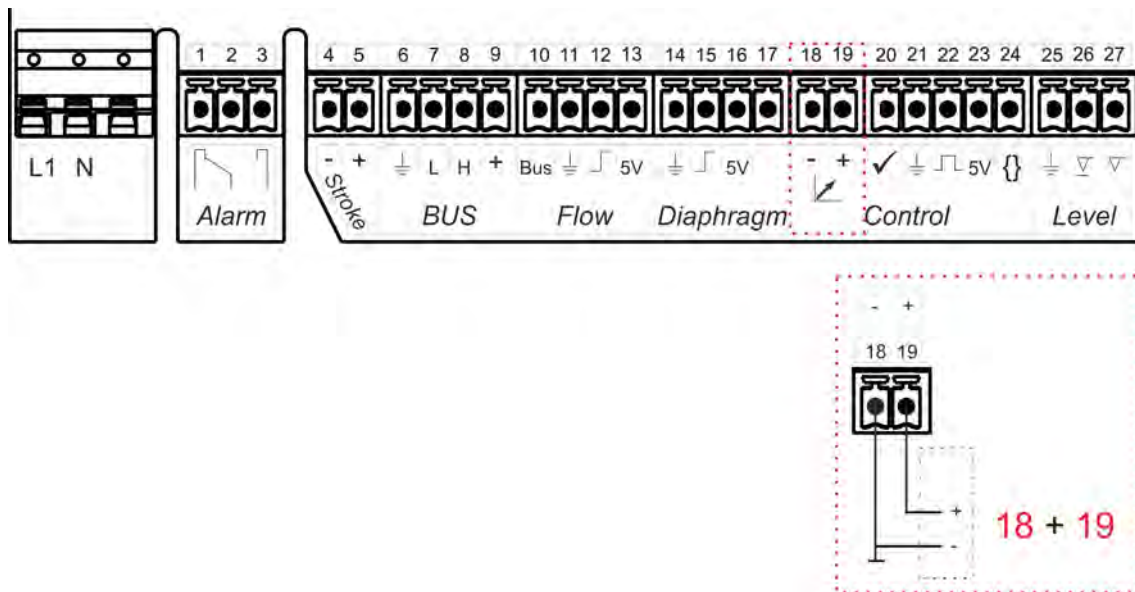 1 2 3 4 5 6 7 8 9 10 11 12 13 14 15 16 17 18 19 20 21 22 23 24 25 26 27
L1 N - + L H + Bus 5V 5V - + ✓ 5V {}
Alarm Stroke BUS Flow Diaphragm Control Level
- +
18 19
+
18 + 19
-